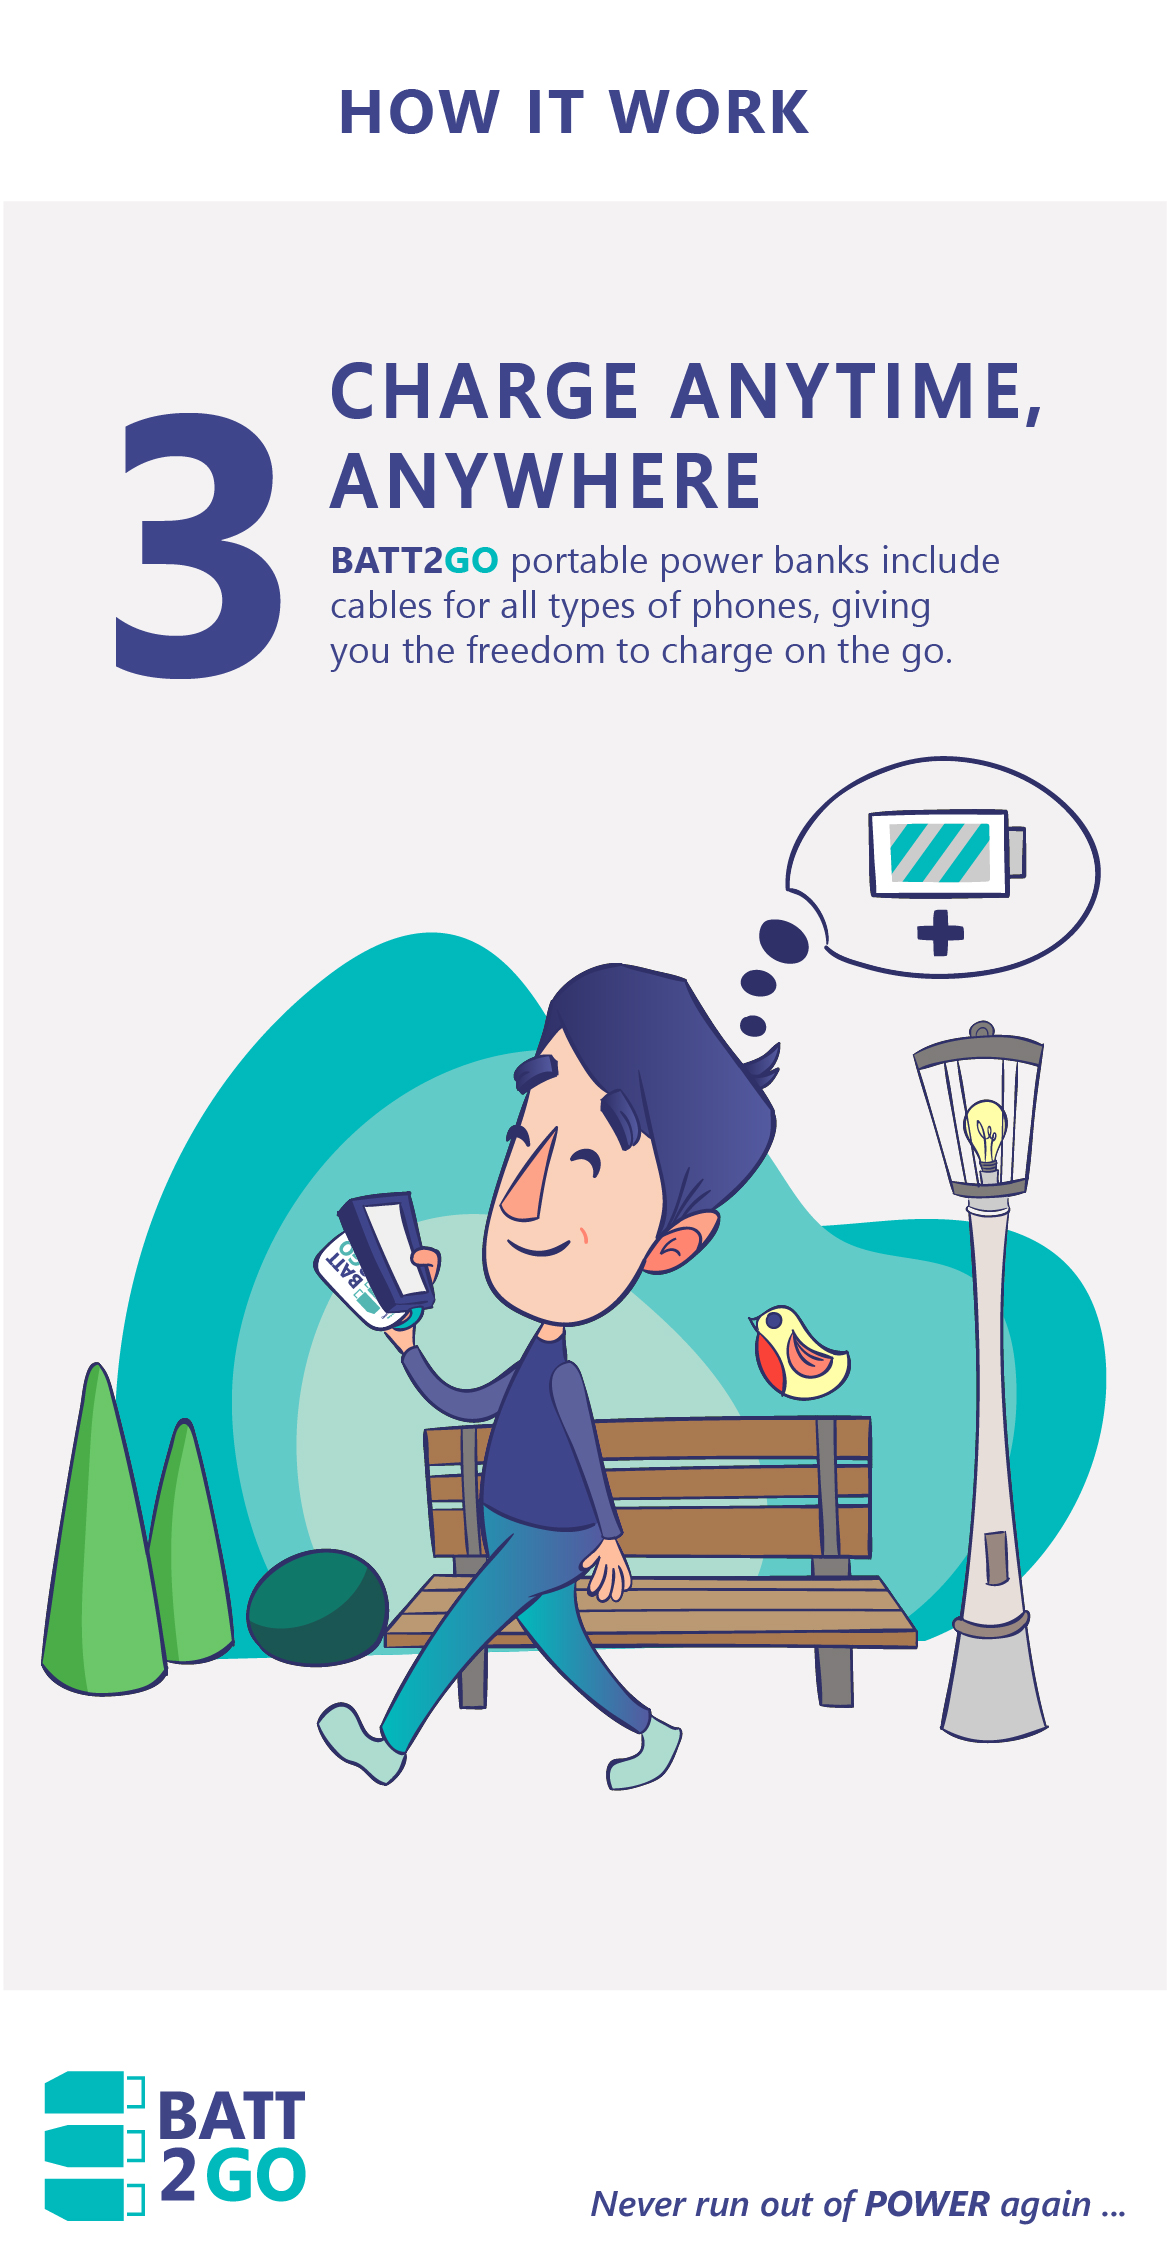 HOW IT WORK
3
CHARGE ANYTIME,
ANYWHERE
BATT2GO portable power banks include
cables for all types of phones, giving
you the freedom to charge on the go.
BATT
GO
BATT
2GO
Never run out of POWER again ...